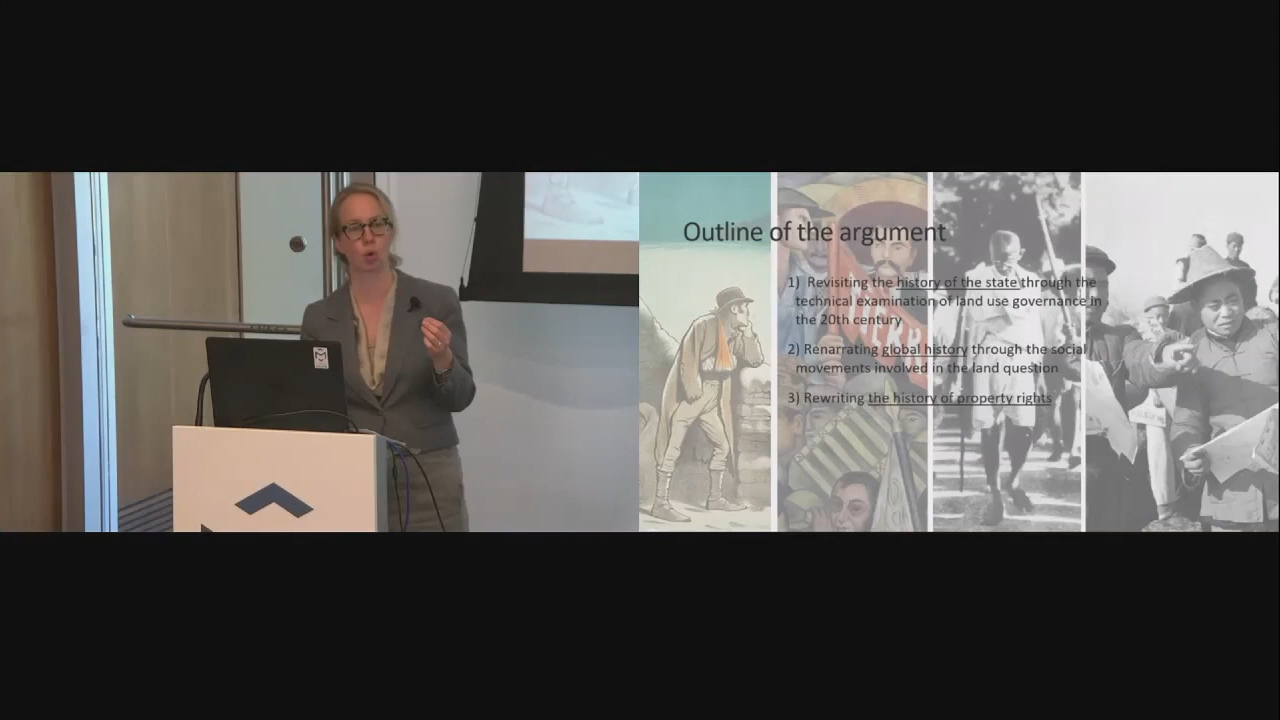 Outline of the argument
1) Revisiting the history of the state through the
technical examination of land use governance in
the 20th century
2) Renarrating global history through the social
movements involved in the land question
3) Rewriting the history of property rights